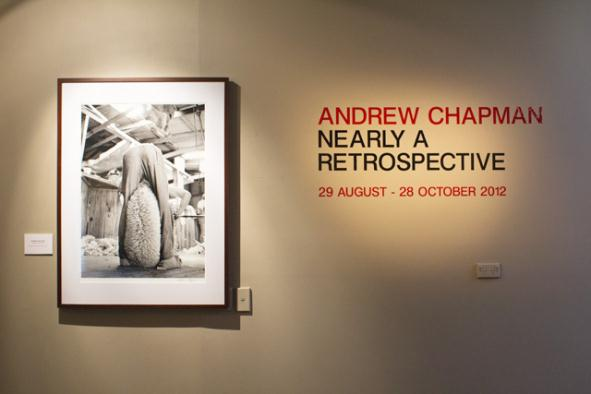 ANDREW CHAPMAN
NEARLY A
RETROSPECTIVE
29 AUGUST - 28 OCTOBER 2012